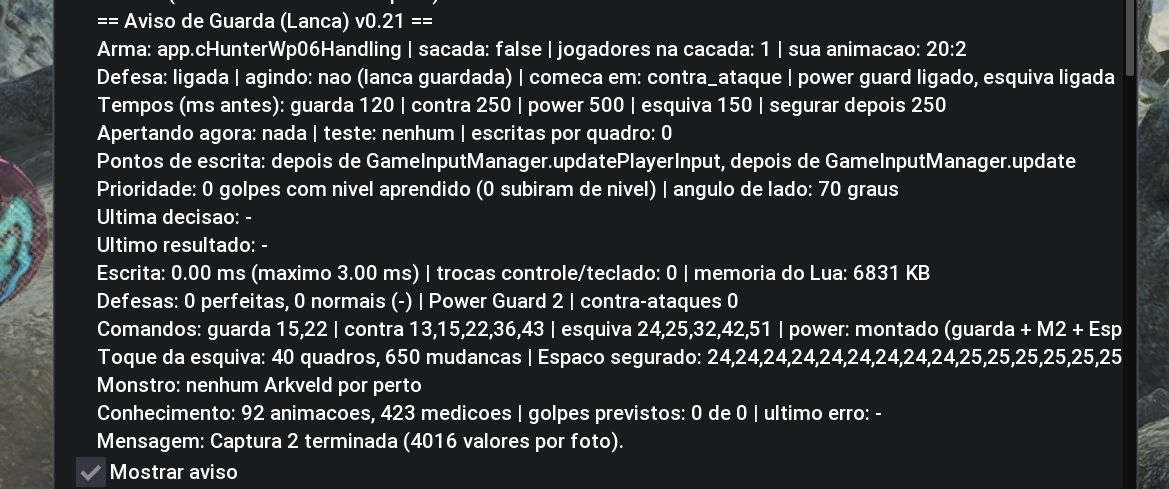 == Aviso de Guarda (Lanca) v0.21 ==
Arma: app.cHunterWp06Handling | sacada: false | jogadores na cacada: 1 | sua animacao: 20:2
Defesa: ligada | agindo: nao (lanca guardada) | comeca em: contra_ataque | power guard ligado, esquiva ligada
Tempos (ms antes): guarda 120 | contra 250 | power 500 | esquiva 150 | segurar depois 250
Apertando agora: nada | teste: nenhum | escritas por quadro: 0
Pontos de escrita: depois de GameInputManager.updatePlayerInput, depois de GameInputManager.update
Prioridade: 0 golpes com nivel aprendido (0 subiram de nivel) | angulo de lado: 70 graus
Ultima decisao: -
Ultimo resultado: -
Escrita: 0.00 ms (maximo 3.00 ms) | trocas controle/teclado: 0 | memoria do Lua: 6831 KB
Defesas: 0 perfeitas, 0 normais (-) | Power Guard 2 | contra-ataques 0
Comandos: guarda 15,22 | contra 13,15,22,36,43 | esquiva 24,25,32,42,51 | power: montado (guarda + M2 + Esp
Toque da esquiva: 40 quadros, 650 mudancas | Espaco segurado: 24,24,24,24,24,24,24,24,24,25,25,25,25,25,25
Monstro: nenhum Arkveld por perto
Conhecimento: 92 animacoes, 423 medicoes | golpes previstos: 0 de 0 | ultimo erro: -
Mensagem: Captura 2 terminada (4016 valores por foto).
Mostrar aviso